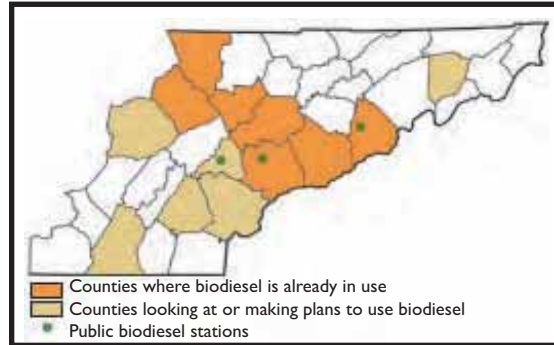 Counties where biodiesel is already in use
Counties looking at or making plans to use biodiesel
Public biodiesel stations